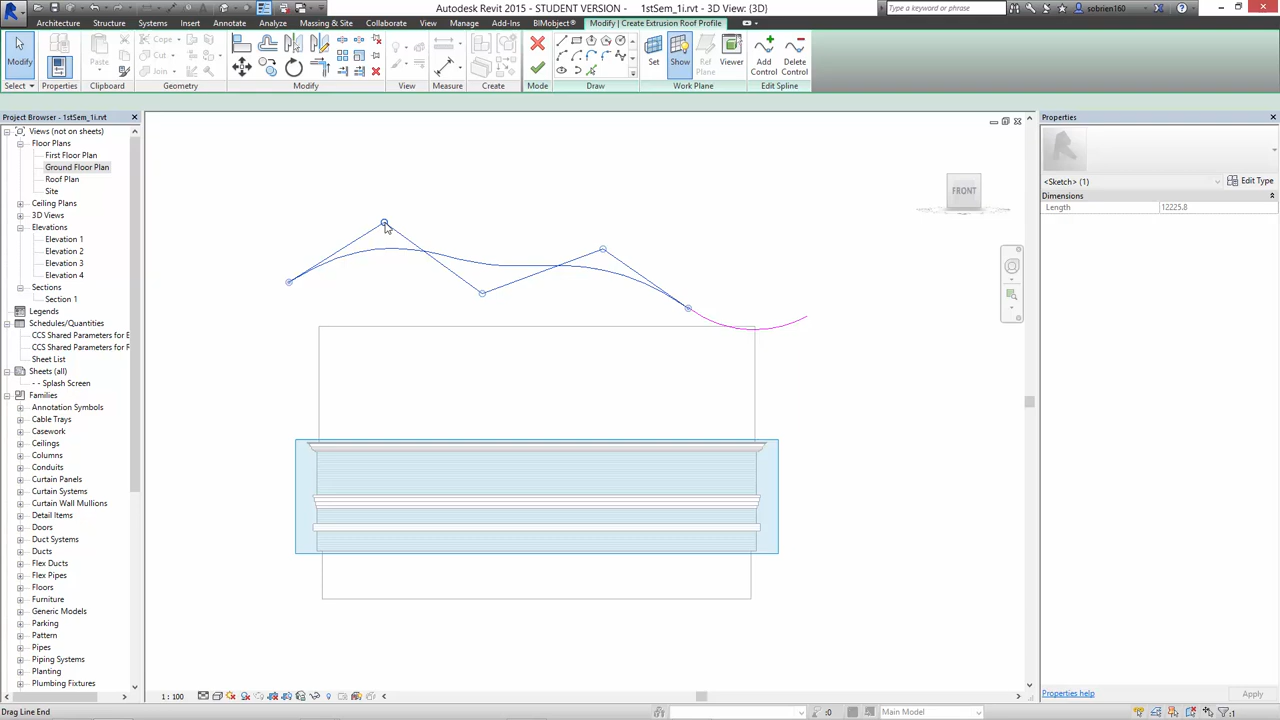 Autodesk Revit 2015 - STUDENT VERSION - 1stSem_1i.rvt - 3D View: {3D}
Type a keyword or phrase
sobrien160
Architecture Structure Systems Insert Annotate Analyze Massing & Site Collaborate View Manage Add-Ins BIMobject® Modify | Create Extrusion Roof Profile
Modify
Paste
Cope
Cut
Join
Set
Show
Ref Plane
Viewer
Add Control
Delete Control
Select Properties Clipboard Geometry Modify View Measure Create Mode Draw Work Plane Edit Spline
Project Browser - 1stSem_1i.rvt
Views (not on sheets)
Floor Plans
First Floor Plan
Ground Floor Plan
Roof Plan
Site
Ceiling Plans
3D Views
Elevations
Elevation 1
Elevation 2
Elevation 3
Elevation 4
Sections
Section 1
Legends
Schedules/Quantities
CCS Shared Parameters for E
CCS Shared Parameters for F
Sheet List
Sheets (all)
- - Splash Screen
Families
Annotation Symbols
Cable Trays
Casework
Ceilings
Columns
Conduits
Curtain Panels
Curtain Systems
Curtain Wall Mullions
Detail Items
Doors
Duct Systems
Ducts
Flex Ducts
Flex Pipes
Floors
Furniture
Generic Models
Parking
Pattern
Pipes
Piping Systems
Planting
Plumbing Fixtures
FRONT
Properties
<Sketch> (1)
Edit Type
Dimensions
Length 12225.8
Properties help
Apply
1 : 100
Drag Line End
:0
Main Model
:1